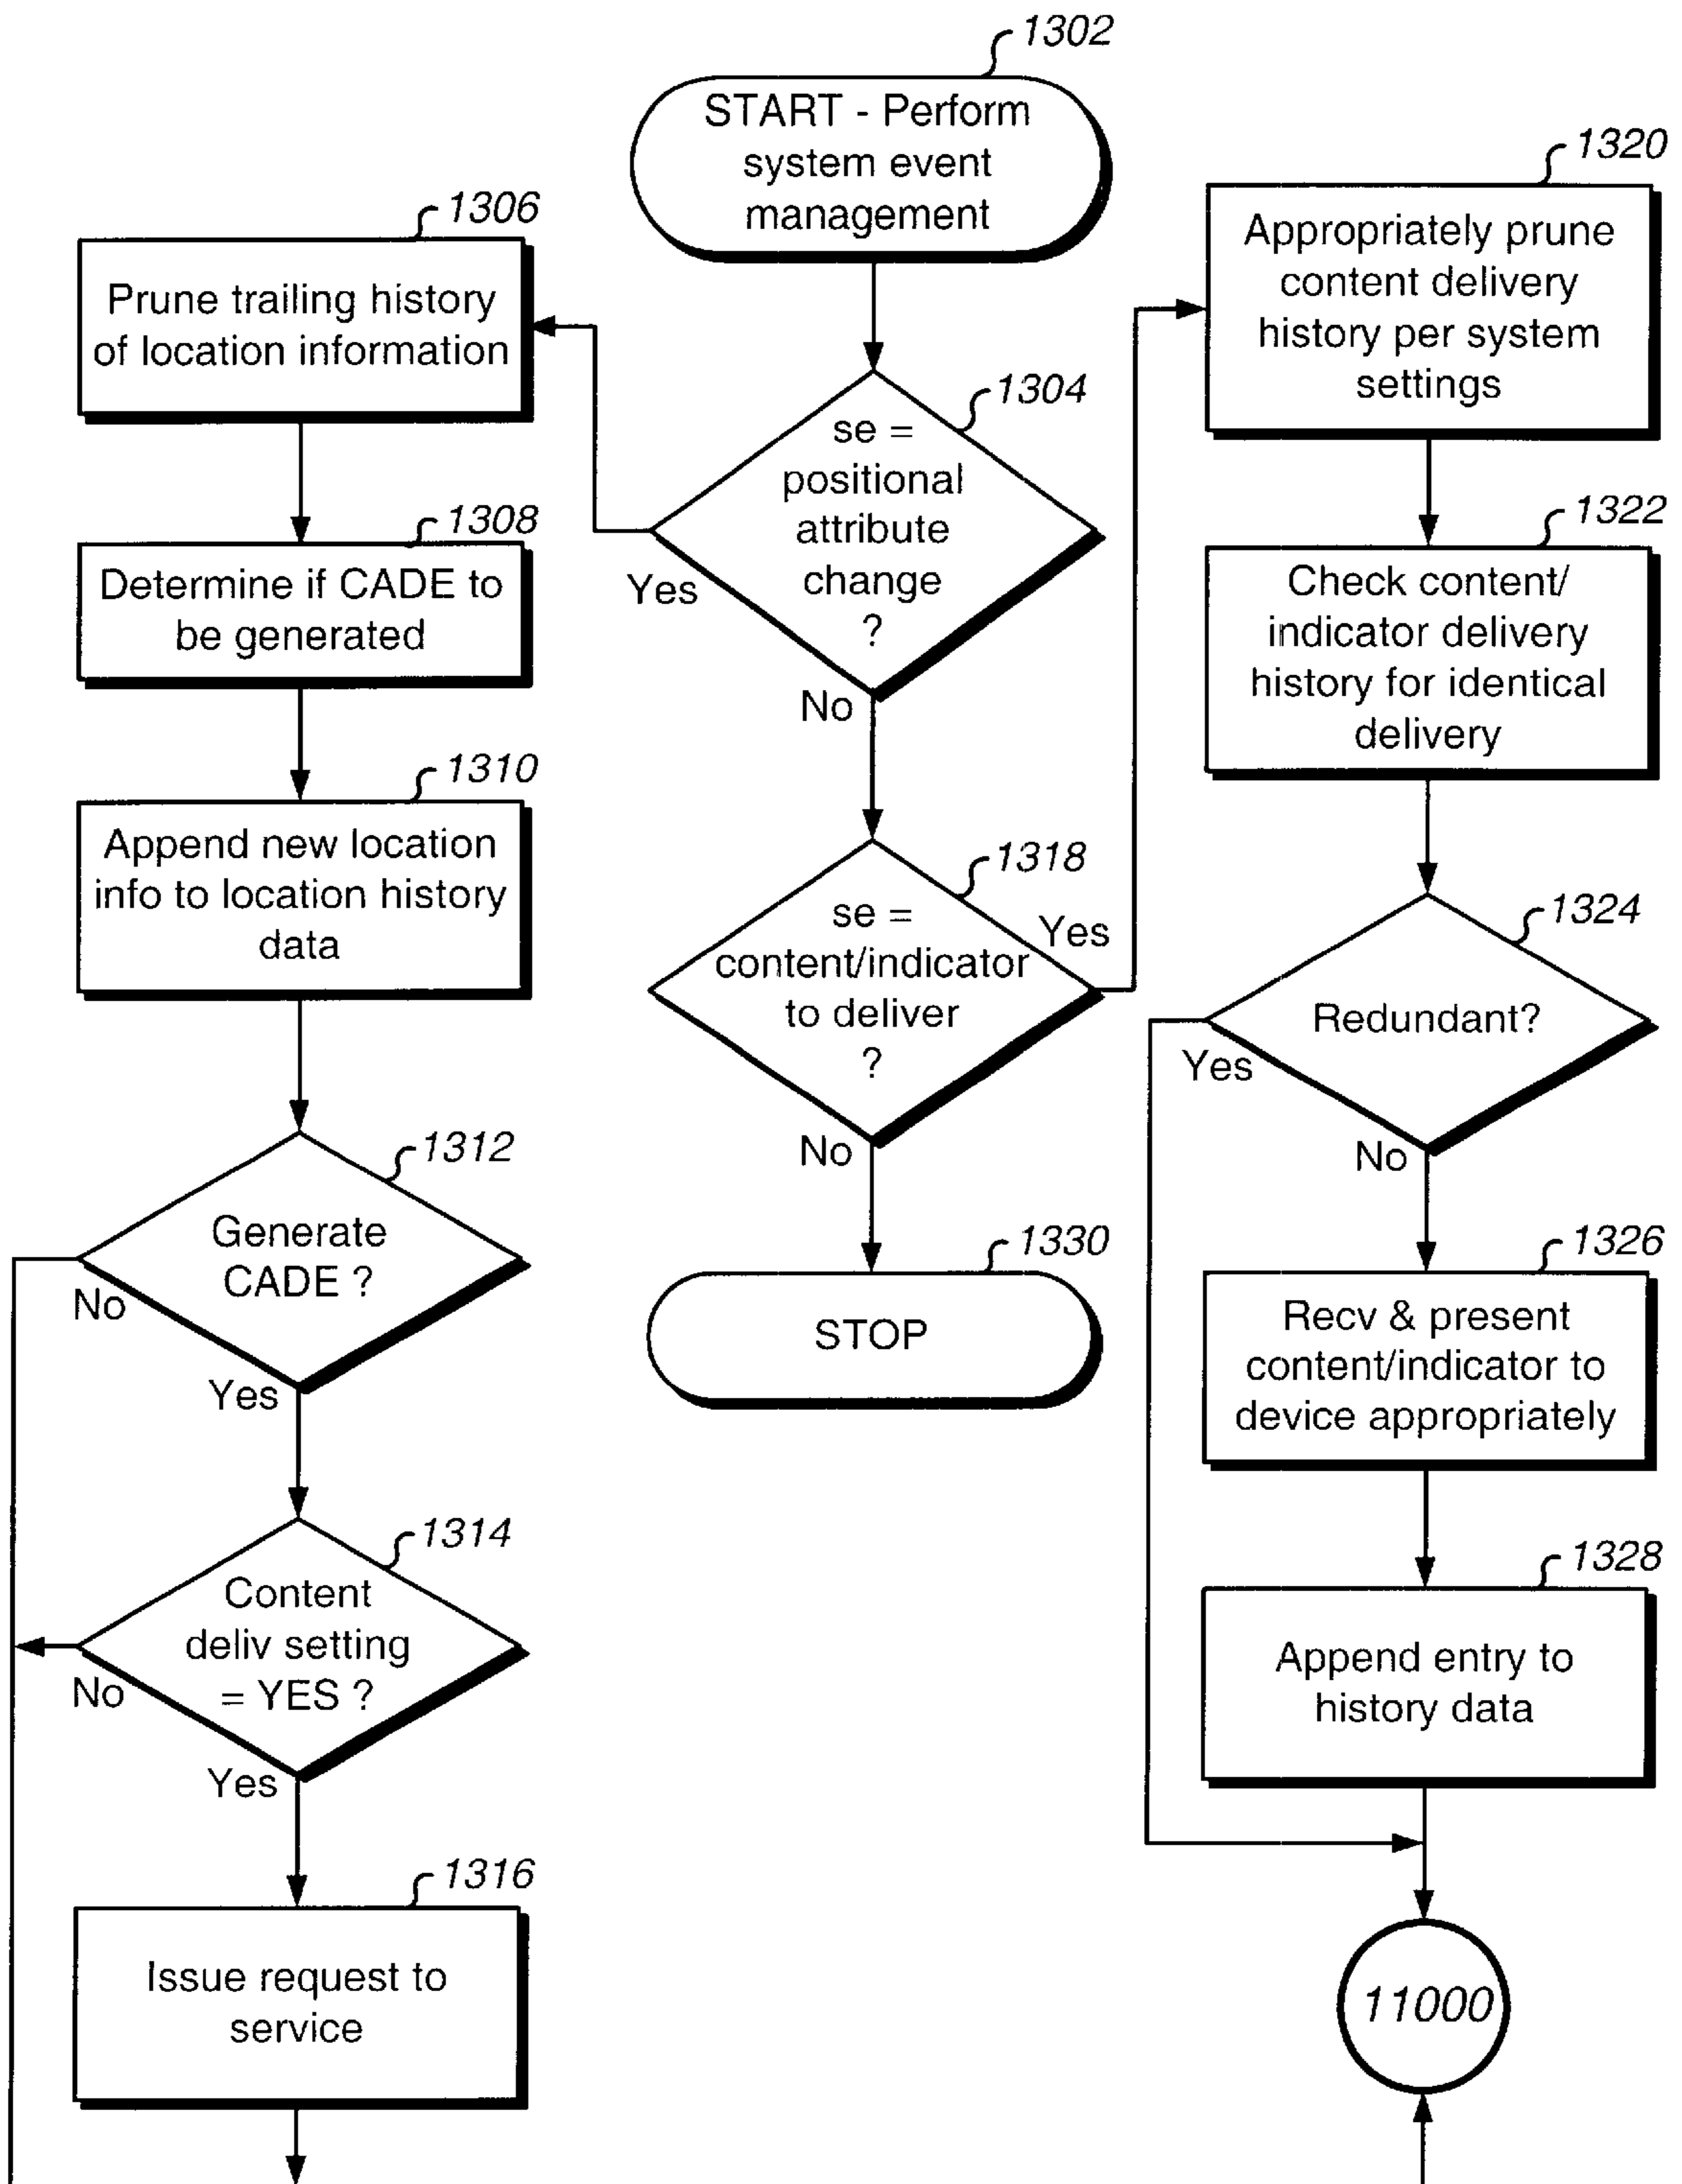 1302
START - Perform
system event
management
1304
se =
positional
attribute
change
?
Yes
No
1306
Prune trailing history
of location information
1308
Determine if CADE to
be generated
1310
Append new location
info to location history
data
1312
Generate
CADE ?
No
Yes
1314
Content
deliv setting
= YES ?
No
Yes
1316
Issue request to
service
1318
se =
content/indicator
to deliver
?
Yes
No
1330
STOP
1320
Appropriately prune
content delivery
history per system
settings
1322
Check content/
indicator delivery
history for identical
delivery
1324
Redundant?
Yes
No
1326
Recv & present
content/indicator to
device appropriately
1328
Append entry to
history data
11000